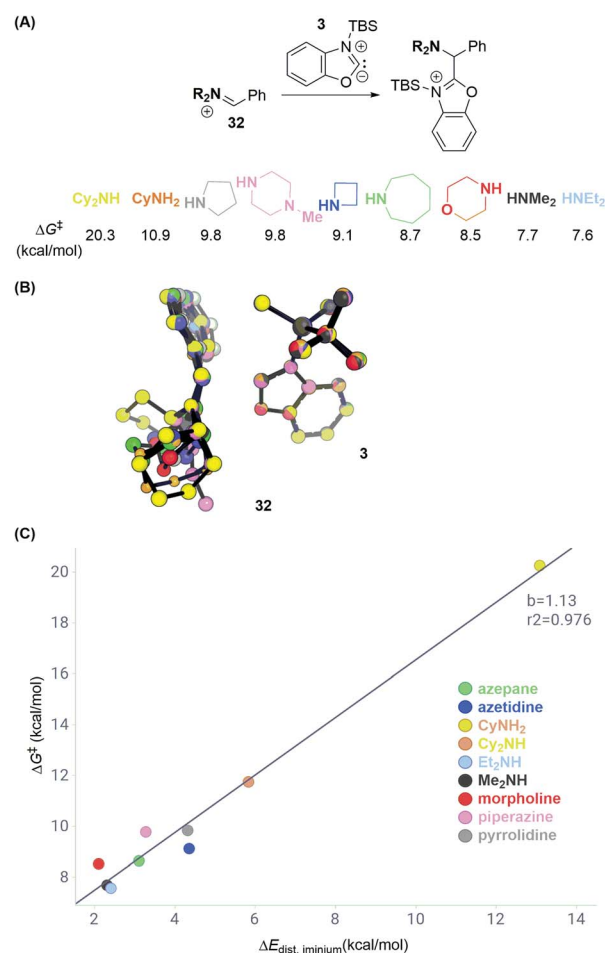 (A)
3
TBS
N
+
:
O
−
R₂N
Ph
+
32
R₂N
Ph
TBS
N
+
O
Cy₂NH
CyNH₂
HN
HN
N
Me
HN
HN
NH
O
HNMe₂
HNEt₂
ΔG‡
(kcal/mol)
20.3 10.9 9.8 9.8 9.1 8.7 8.5 7.7 7.6
(B)
32
3
(C)
20
18
16
14
12
10
8
2 4 6 8 10 12 14
ΔG‡ (kcal/mol)
ΔE dist. iminium(kcal/mol)
b=1.13
r2=0.976
azepane
azetidine
CyNH₂
Cy₂NH
Et₂NH
Me₂NH
morpholine
piperazine
pyrrolidine